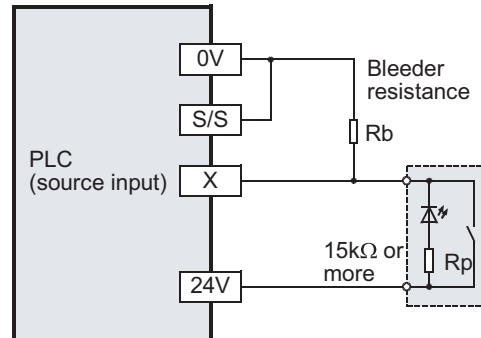 0V
S/S
PLC
(source input)
X
24V
Bleeder
resistance
Rb
15kΩ or
more
Rp